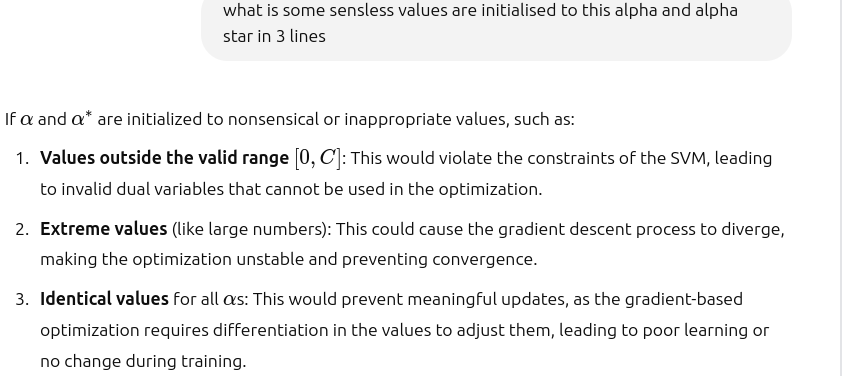 what is some sensless values are initialised to this alpha and alpha
star in 3 lines
If α and α* are initialized to nonsensical or inappropriate values, such as:
1. Values outside the valid range [0, C]: This would violate the constraints of the SVM, leading
to invalid dual variables that cannot be used in the optimization.
2. Extreme values (like large numbers): This could cause the gradient descent process to diverge,
making the optimization unstable and preventing convergence.
3. Identical values for all αs: This would prevent meaningful updates, as the gradient-based
optimization requires differentiation in the values to adjust them, leading to poor learning or
no change during training.